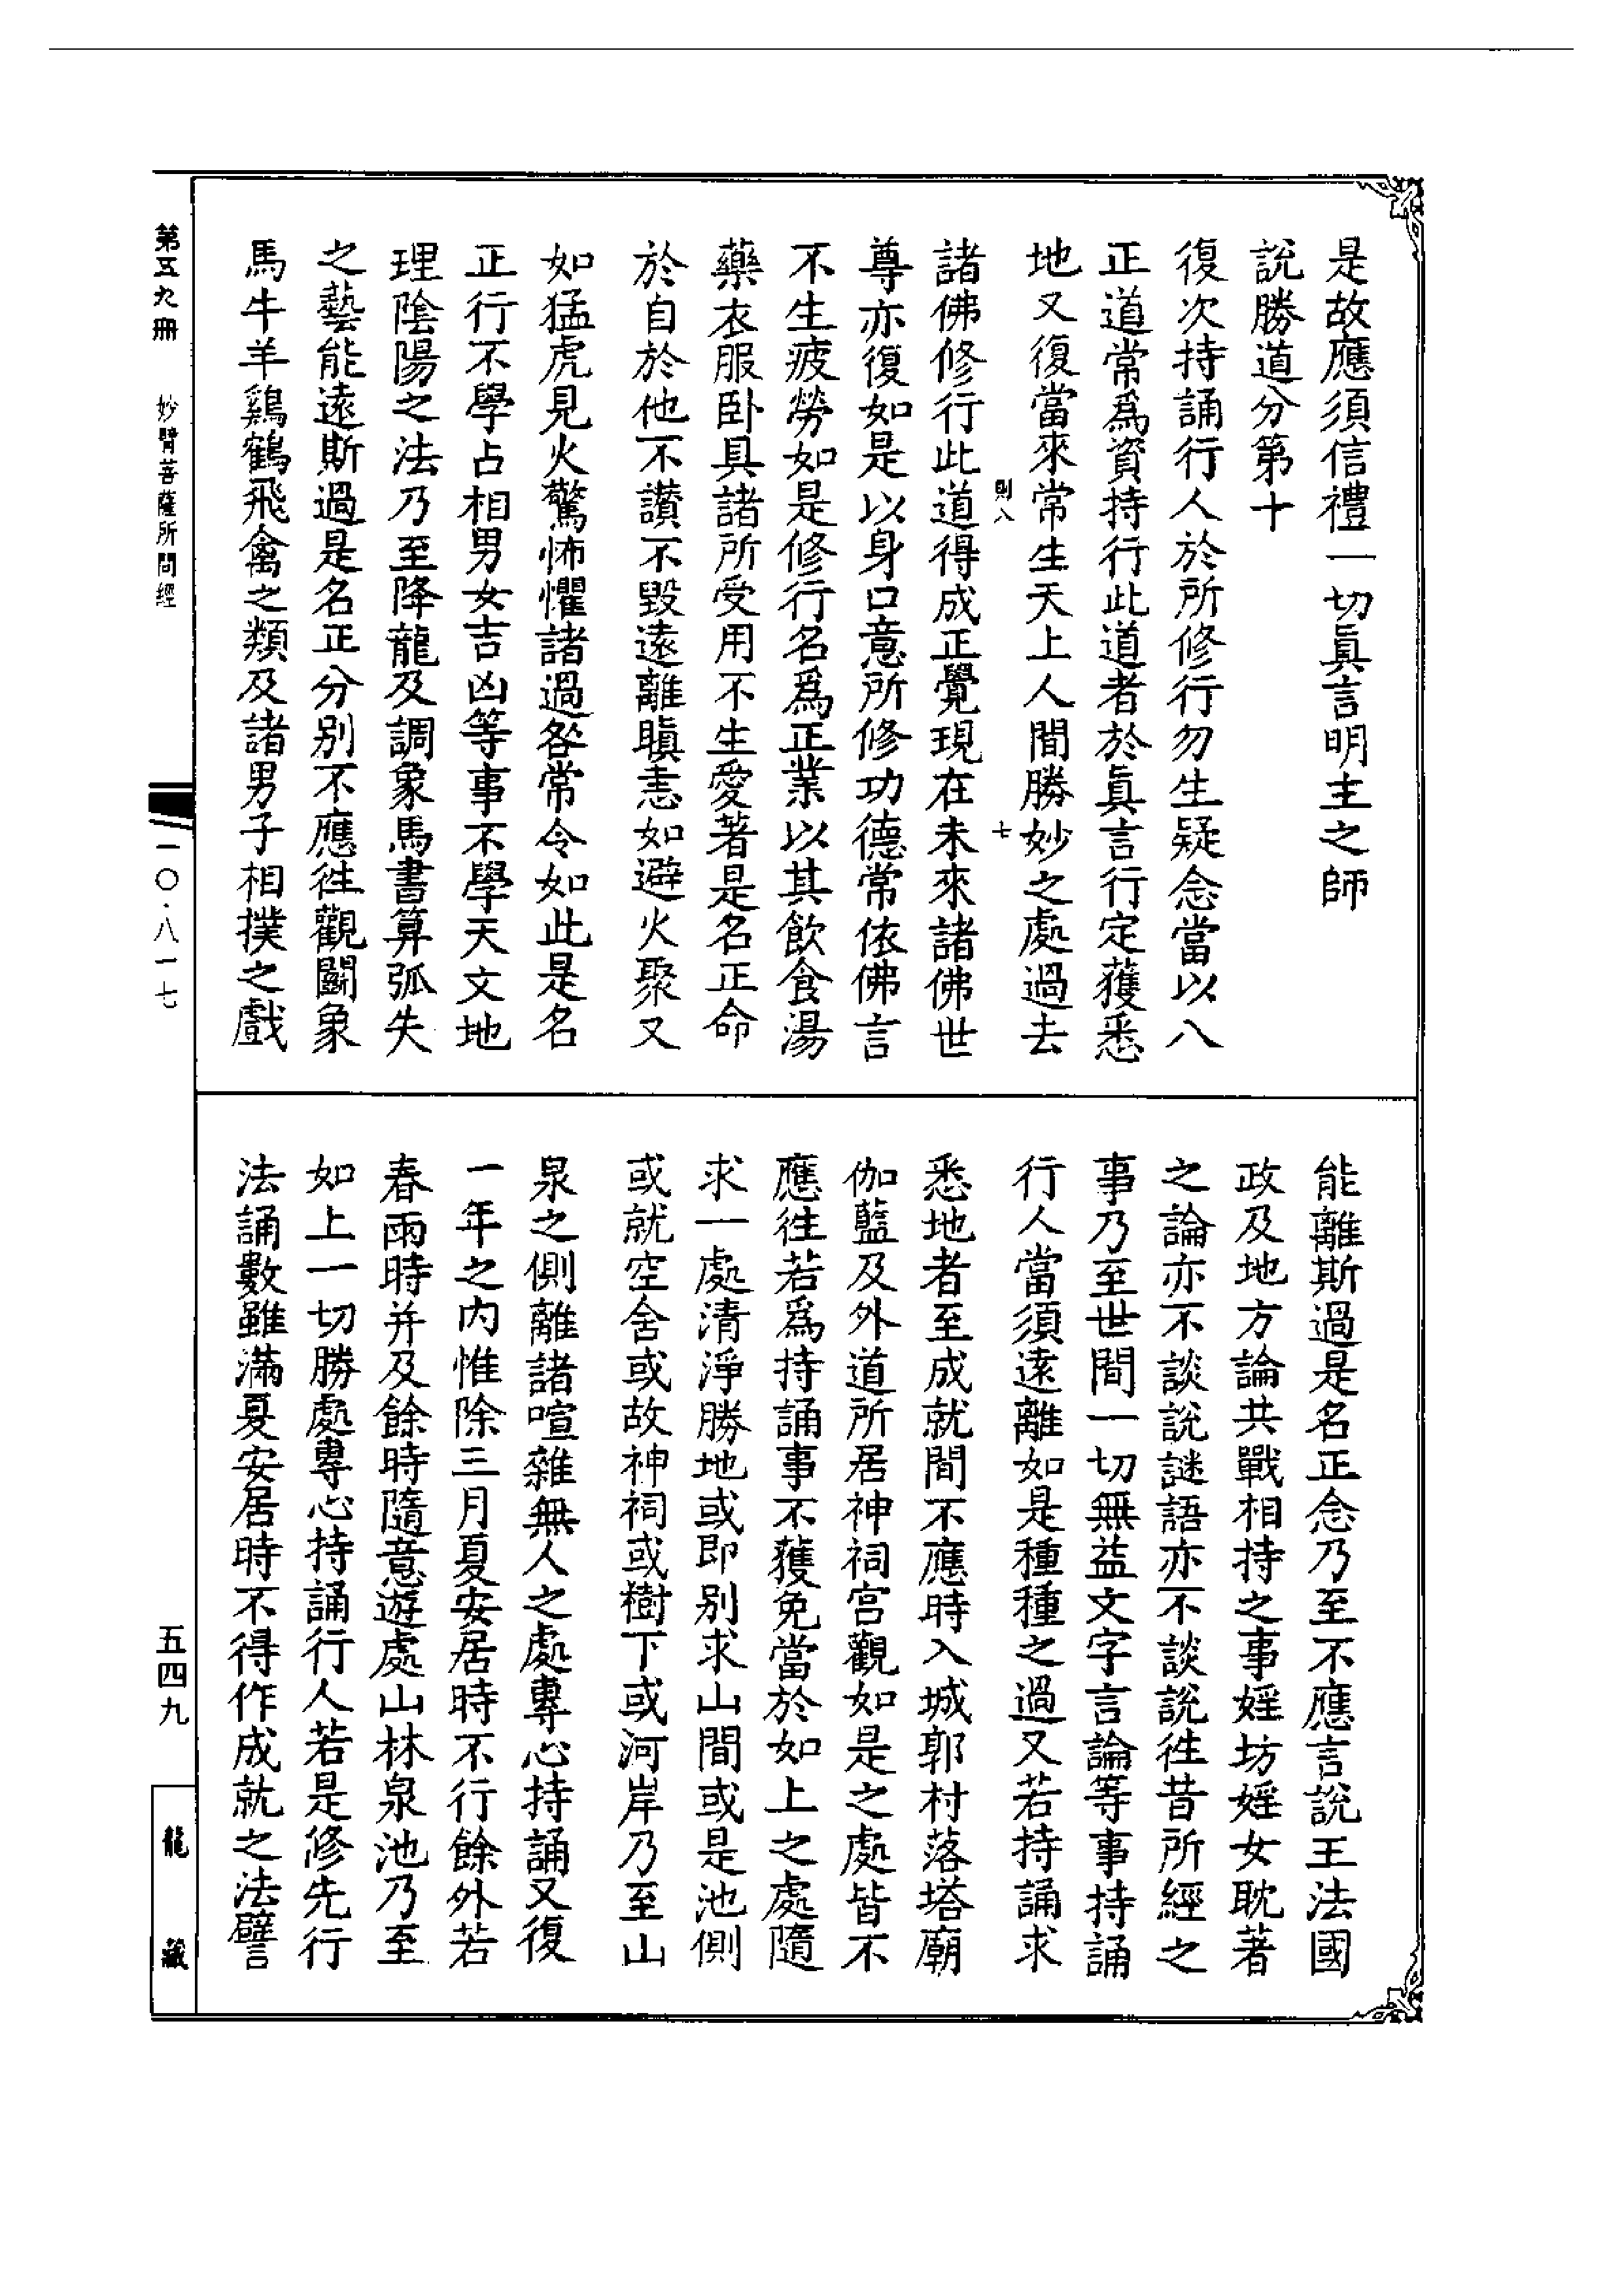 是故應須信禮一切眞言明主之師
說勝道分第十
復次持誦行人於所修行勿生疑念當以八
正道常爲資持行此道者於眞言行定獲悉
地又復當來常生天上人間勝妙之處過去
則八
七
諸佛修行此道得成正覺現在未來諸佛世
尊亦復如是以身口意所修功德常依佛言
不生疲勞如是修行名爲正業以其飲食湯
藥衣服卧具諸所受用不生愛著是名正命
於自於他不讚不毀遠離瞋恚如避火聚又
如猛虎見火驚怖懼諸過咎常令如此是名
正行不學占相男女吉凶等事不學天文地
理陰陽之法乃至降龍及調象馬書算弧矢
之藝能遠斯過是名正分别不應徃觀鬭象
馬牛羊鷄鶴飛禽之類及諸男子相撲之戲
能離斯過是名正念乃至不應言說王法國
政及地方論共戰相持之事婬坊婬女耽著
之論亦不談說謎語亦不談說徃昔所經之
事乃至世間一切無益文字言論等事持誦
行人當須遠離如是種種之過又若持誦求
悉地者至成就間不應時入城郭村落塔廟
伽藍及外道所居神祠宮觀如是之處皆不
應徃若爲持誦事不獲免當於如上之處隨
求一處清淨勝地或即别求山間或是池側
或就空舍或故神祠或樹下或河岸乃至山
泉之側離諸喧雜無人之處專心持誦又復
一年之内惟除三月夏安居時不行餘外若
春雨時并及餘時隨意遊處山林泉池乃至
如上一切勝處專心持誦行人若是修先行
法誦數雖滿夏安居時不得作成就之法譬
第五九冊
妙臂菩薩所問經
一〇·八一七
五四九
龍藏